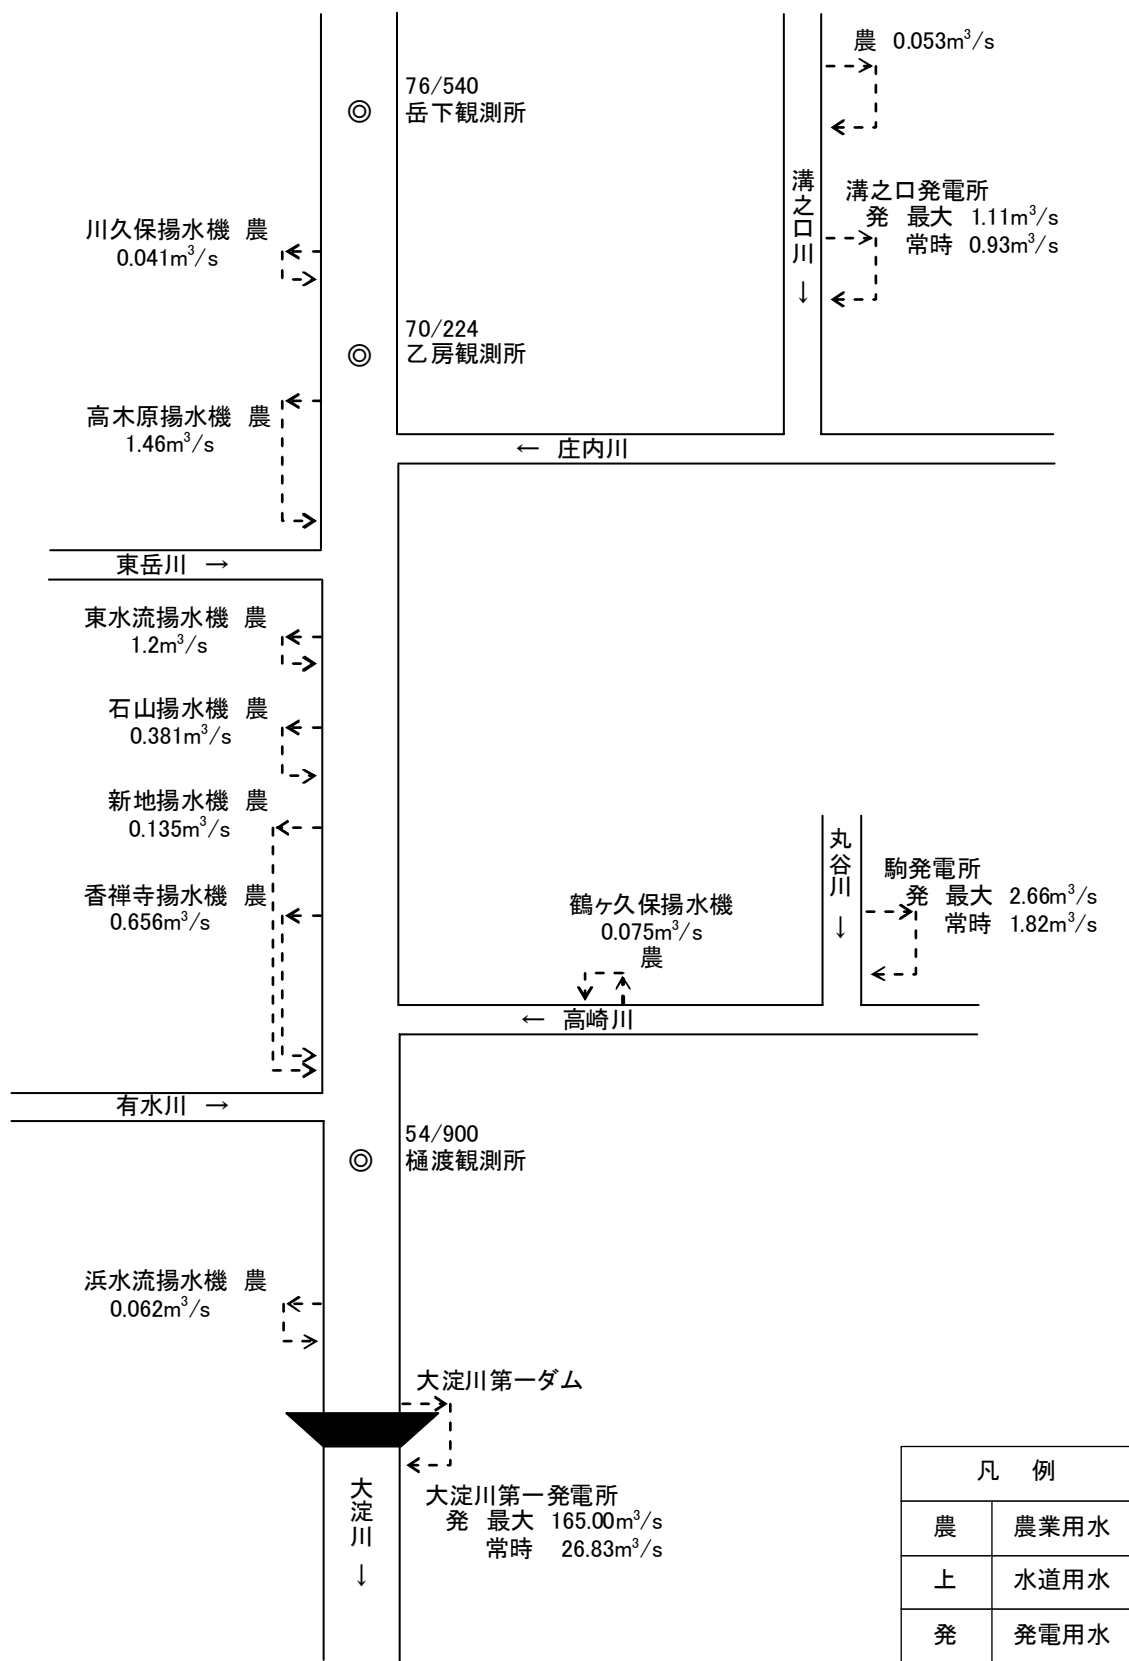 農 0.053m³/s
76/540
岳下観測所
溝之口川
↓
溝之口発電所
発 最大 1.11m³/s
常時 0.93m³/s
川久保揚水機 農
0.041m³/s
70/224
乙房観測所
高木原揚水機 農
1.46m³/s
← 庄内川
東岳川 →
東水流揚水機 農
1.2m³/s
石山揚水機 農
0.381m³/s
新地揚水機 農
0.135m³/s
香禅寺揚水機 農
0.656m³/s
鶴ヶ久保揚水機
0.075m³/s
農
丸谷川
↓
駒発電所
発 最大 2.66m³/s
常時 1.82m³/s
← 高崎川
有水川 →
54/900
樋渡観測所
浜水流揚水機 農
0.062m³/s
大淀川第一ダム
大淀川第一発電所
発 最大 165.00m³/s
常時 26.83m³/s
大淀川
↓
凡 例
農 農業用水
上 水道用水
発 発電用水